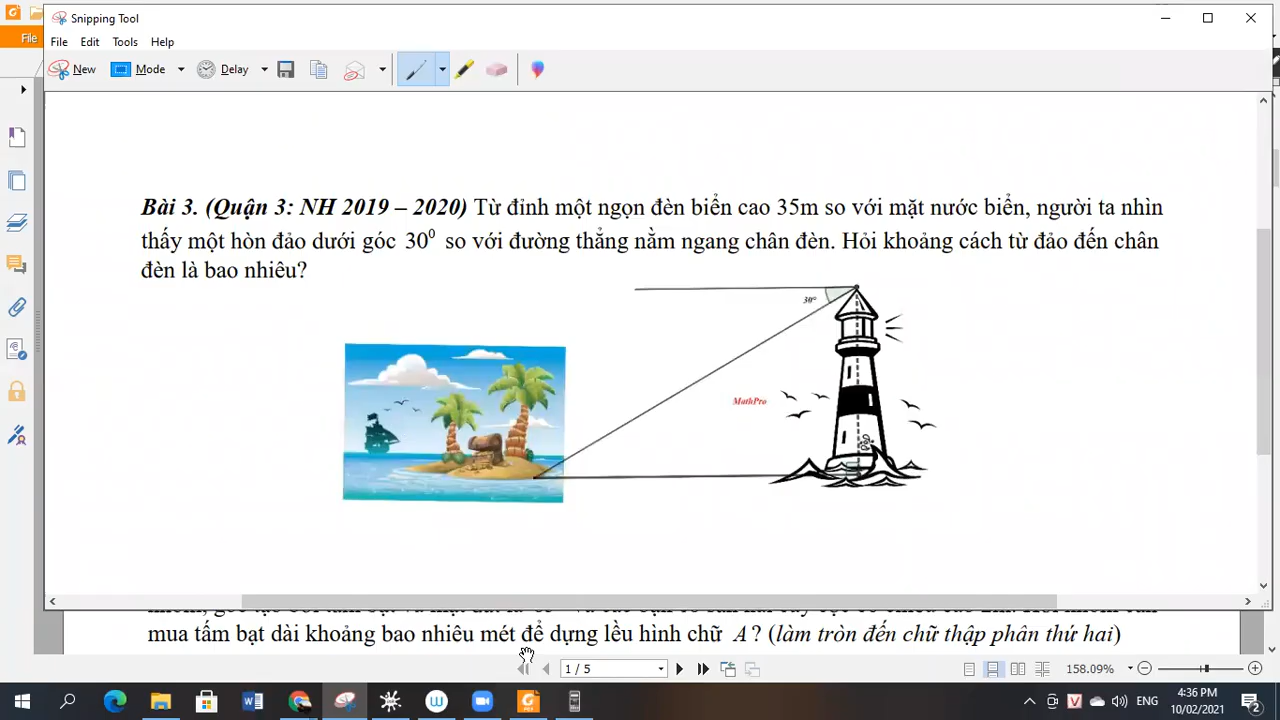 File
Snipping Tool
File Edit Tools Help
New Mode Delay
Bài 3. (Quận 3: NH 2019 – 2020) Từ đỉnh một ngọn đèn biển cao 35m so với mặt nước biển, người ta nhìn
thấy một hòn đảo dưới góc 30⁰ so với đường thẳng nằm ngang chân đèn. Hỏi khoảng cách từ đảo đến chân
đèn là bao nhiêu?
30°
MathPro
mua tấm bạt dài khoảng bao nhiêu mét để dựng lều hình chữ A? (làm tròn đến chữ thập phân thứ hai)
1 / 5
158.09%
ENG
4:36 PM
10/02/2021